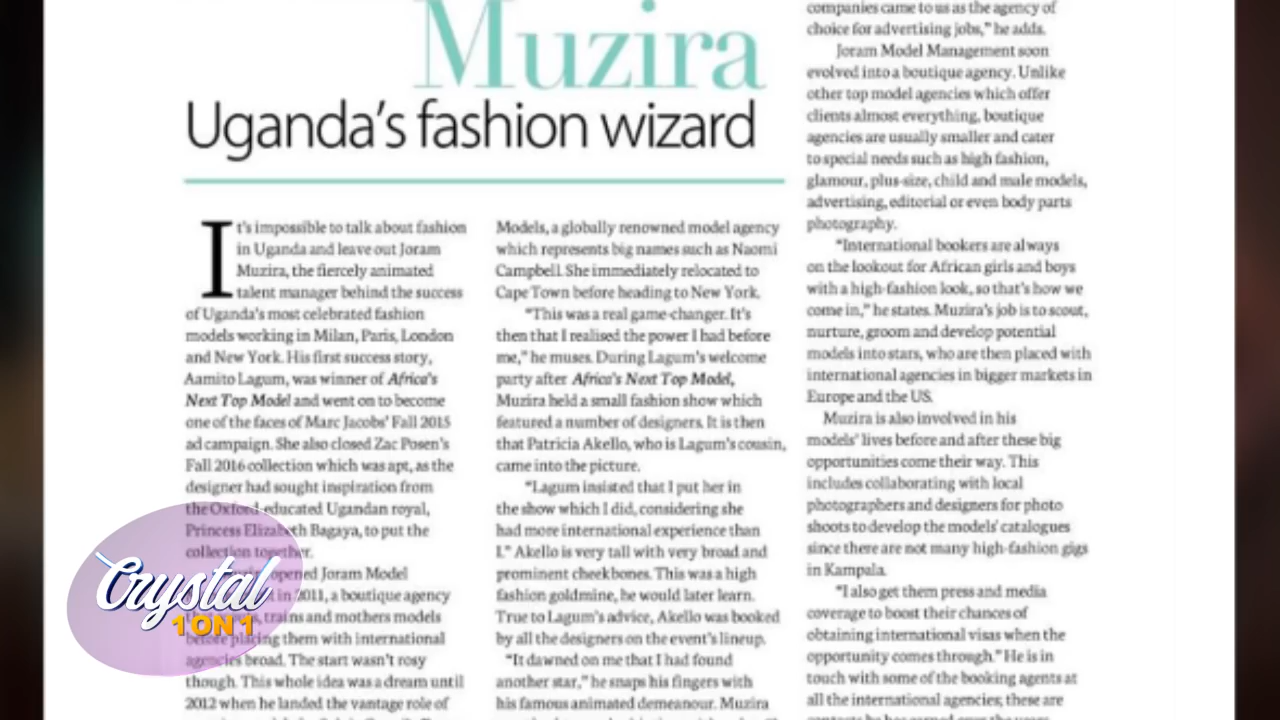 Muzira
Uganda's fashion wizard
It's impossible to talk about fashion
in Uganda and leave out Joram
Muzira, the fiercely animated
talent manager behind the success
of Uganda's most celebrated fashion
models working in Milan, Paris, London
and New York. His first success story,
Aamito Lagum, was winner of Africa's
Next Top Model and went on to become
one of the faces of Marc Jacobs' Fall 2015
ad campaign. She also closed Zac Posen's
Fall 2016 collection which was apt, as the
designer had sought inspiration from
the Oxford-educated Ugandan royal,
Princess Elizabeth Bagaya, to put the
collection together.
opened Joram Model
in 2011, a boutique agency
trains and mothers models
before placing them with international
agencies broad. The start wasn't rosy
though. This whole idea was a dream until
2012 when he landed the vantage role of
Models, a globally renowned model agency
which represents big names such as Naomi
Campbell. She immediately relocated to
Cape Town before heading to New York.
"This was a real game-changer. It's
then that I realised the power I had before
me," he muses. During Lagum's welcome
party after Africa's Next Top Model,
Muzira held a small fashion show which
featured a number of designers. It is then
that Patricia Akello, who is Lagum's cousin,
came into the picture.
"Lagum insisted that I put her in
the show which I did, considering she
had more international experience than
I." Akello is very tall with very broad and
prominent cheekbones. This was a high
fashion goldmine, he would later learn.
True to Lagum's advice, Akello was booked
by all the designers on the event's lineup.
"It dawned on me that I had found
another star," he snaps his fingers with
his famous animated demeanour. Muzira
companies came to us as the agency of
choice for advertising jobs," he adds.
Joram Model Management soon
evolved into a boutique agency. Unlike
other top model agencies which offer
clients almost everything, boutique
agencies are usually smaller and cater
to special needs such as high fashion,
glamour, plus-size, child and male models,
advertising, editorial or even body parts
photography.
"International bookers are always
on the lookout for African girls and boys
with a high-fashion look, so that's how we
come in," he states. Muzira's job is to scout,
nurture, groom and develop potential
models into stars, who are then placed with
international agencies in bigger markets in
Europe and the US.
Muzira is also involved in his
models' lives before and after these big
opportunities come their way. This
includes collaborating with local
photographers and designers for photo
shoots to develop the models' catalogues
since there are not many high-fashion gigs
in Kampala.
"I also get them press and media
coverage to boost their chances of
obtaining international visas when the
opportunity comes through." He is in
touch with some of the booking agents at
all the international agencies; these are
Crystal
1 ON 1